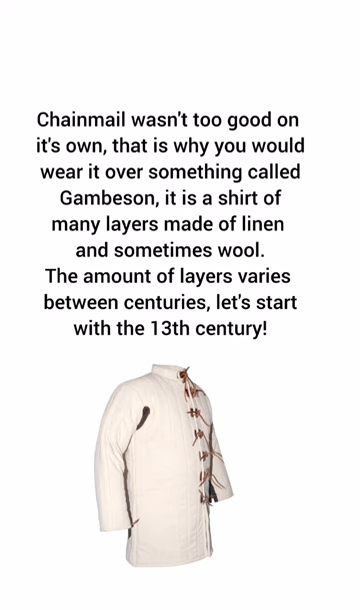 Chainmail wasn't too good on
it's own, that is why you would
wear it over something called
Gambeson, it is a shirt of
many layers made of linen
and sometimes wool.
The amount of layers varies
between centuries, let's start
with the 13th century!